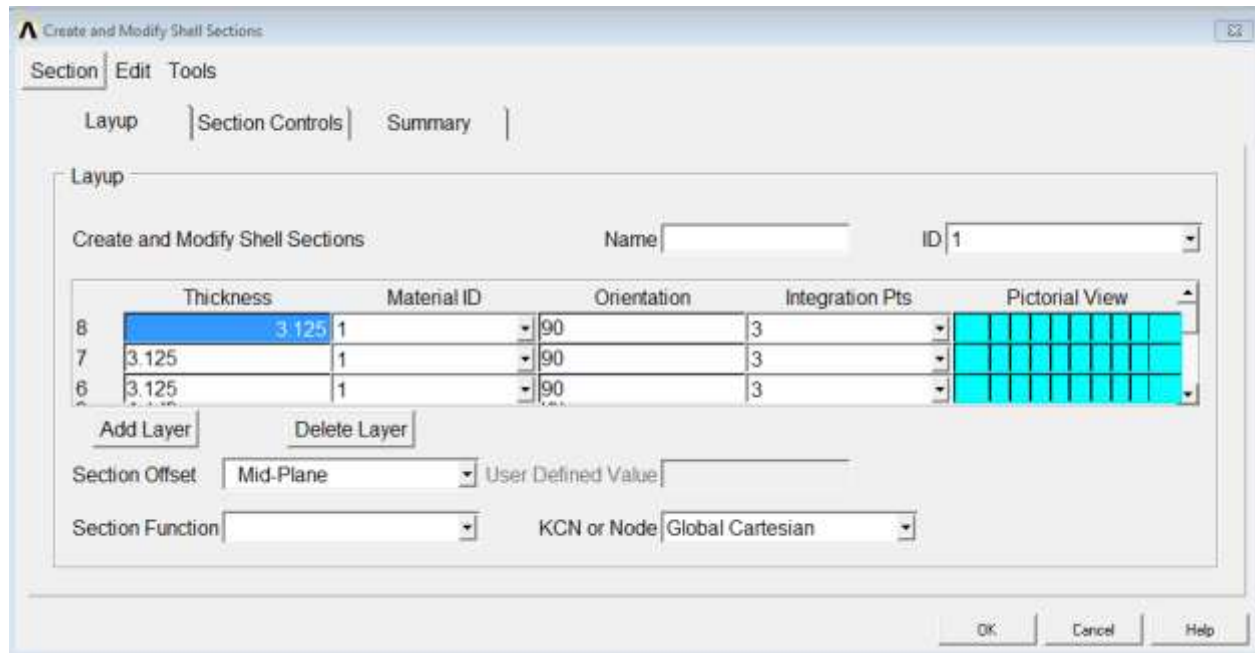 Create and Modify Shell Sections
Section Edit Tools
Layup Section Controls Summary
Layup
Create and Modify Shell Sections Name ID 1
Thickness Material ID Orientation Integration Pts Pictorial View
8 3.125 1 90 3
7 3.125 1 90 3
6 3.125 1 90 3
Add Layer Delete Layer
Section Offset Mid-Plane User Defined Value
Section Function KCN or Node Global Cartesian
OK Cancel Help